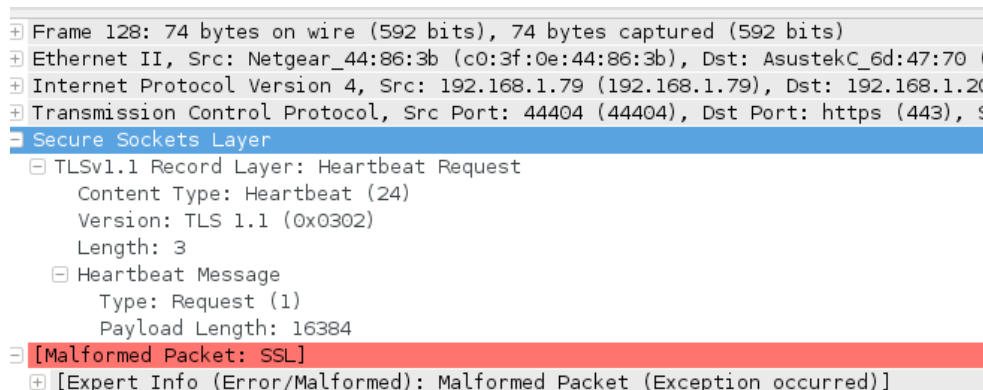 Frame 128: 74 bytes on wire (592 bits), 74 bytes captured (592 bits)
Ethernet II, Src: Netgear_44:86:3b (c0:3f:0e:44:86:3b), Dst: AsustekC_6d:47:70 (
Internet Protocol Version 4, Src: 192.168.1.79 (192.168.1.79), Dst: 192.168.1.20
Transmission Control Protocol, Src Port: 44404 (44404), Dst Port: https (443), S
Secure Sockets Layer
TLSv1.1 Record Layer: Heartbeat Request
Content Type: Heartbeat (24)
Version: TLS 1.1 (0x0302)
Length: 3
Heartbeat Message
Type: Request (1)
Payload Length: 16384
[Malformed Packet: SSL]
[Expert Info (Error/Malformed): Malformed Packet (Exception occurred)]